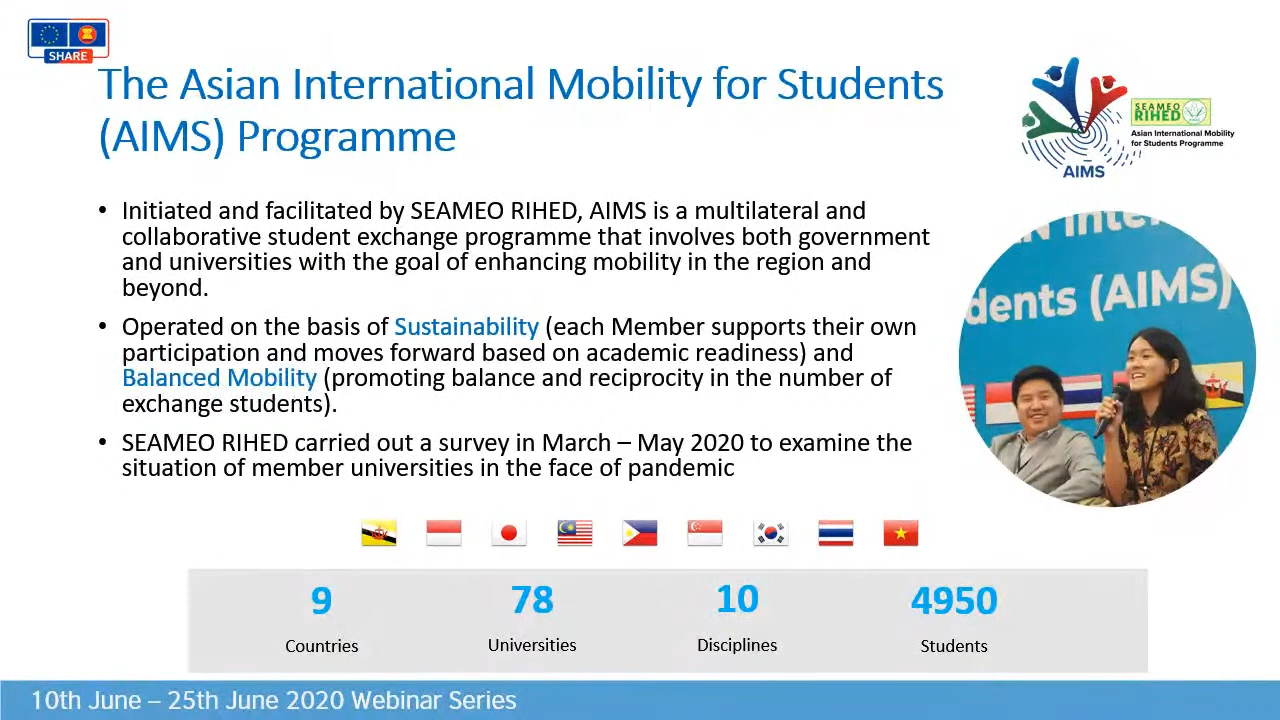 SHARE
The Asian International Mobility for Students
(AIMS) Programme
SEAMEO
RIHED
Asian International Mobility
for Students Programme
AIMS
• Initiated and facilitated by SEAMEO RIHED, AIMS is a multilateral and
collaborative student exchange programme that involves both government
and universities with the goal of enhancing mobility in the region and
beyond.
• Operated on the basis of Sustainability (each Member supports their own
participation and moves forward based on academic readiness) and
Balanced Mobility (promoting balance and reciprocity in the number of
exchange students).
• SEAMEO RIHED carried out a survey in March – May 2020 to examine the
situation of member universities in the face of pandemic
dents (AIMS)
9 78 10 4950
Countries Universities Disciplines Students
10th June – 25th June 2020 Webinar Series